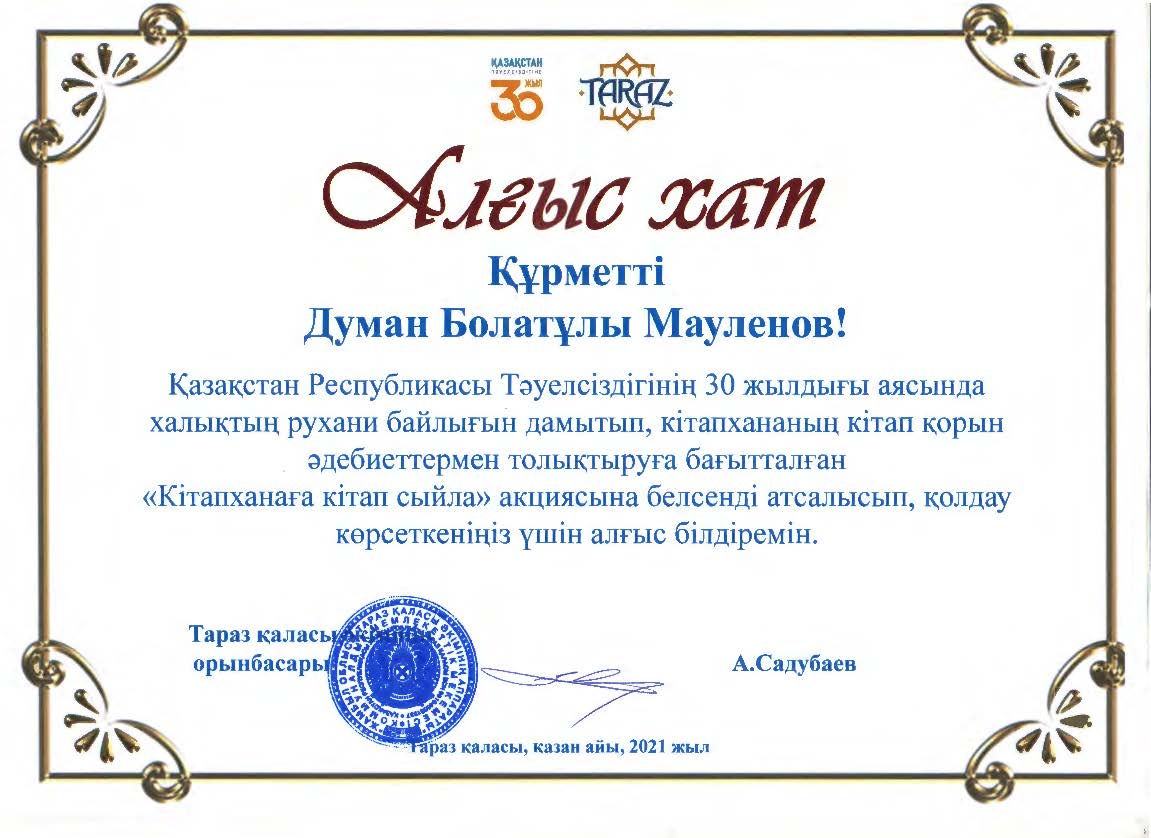 ҚАЗАҚСТАН
ТӘУЕЛСІЗДІГІНЕ
30 ЖЫЛ
TARAZ
Алғыс хат
Құрметті
Думан Болатұлы Мауленов!
Қазақстан Республикасы Тәуелсіздігінің 30 жылдығы аясында
халықтың рухани байлығын дамытып, кітапхананың кітап қорын
әдебиеттермен толықтыруға бағытталған
«Кітапханаға кітап сыйла» акциясына белсенді атсалысып, қолдау
көрсеткеніңіз үшін алғыс білдіремін.
Тараз қаласы
орынбасары
А.Садубаев
Тараз қаласы, қазан айы, 2021 жыл